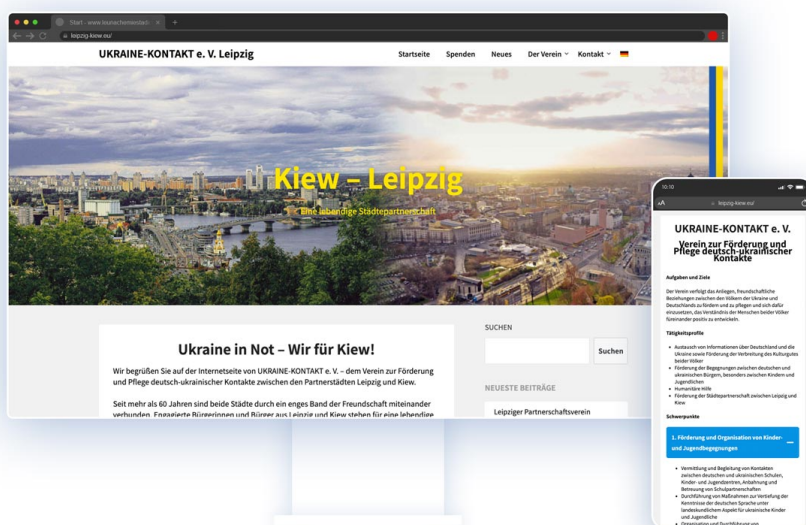 Start - www.leunachemierstadt
leipzig-kiew.eu/
UKRAINE-KONTAKT e. V. Leipzig
Startseite Spenden Neues Der Verein Kontakt
Kiew – Leipzig
Eine lebendige Städtepartnerschaft
Ukraine in Not – Wir für Kiew!
Wir begrüßen Sie auf der Internetseite von UKRAINE-KONTAKT e. V. – dem Verein zur Förderung
und Pflege deutsch-ukrainischer Kontakte zwischen den Partnerstädten Leipzig und Kiew.
Seit mehr als 60 Jahren sind beide Städte durch ein enges Band der Freundschaft miteinander
verbunden. Engagierte Bürgerinnen und Bürger aus Leipzig und Kiew stehen für eine lebendige
SUCHEN
Suchen
NEUESTE BEITRÄGE
Leipziger Partnerschaftsverein
10:10
AA leipzig-kiew.eu/
UKRAINE-KONTAKT e. V.
Verein zur Förderung und
Pflege deutsch-ukrainischer
Kontakte
Aufgaben und Ziele
Der Verein verfolgt das Anliegen, freundschaftliche
Beziehungen zwischen den Völkern der Ukraine und
Deutschlands zu fördern und zu pflegen und sich dafür
einzusetzen, das Verständnis der Menschen beider Völker
füreinander positiv zu entwickeln.
Tätigkeitsprofile
Austausch von Informationen über Deutschland und die
Ukraine sowie Förderung der Verbreitung des Kulturgutes
beider Völker
Förderung der Begegnungen zwischen deutschen und
ukrainischen Bürgern, besonders zwischen Kindern und
Jugendlichen
Humanitäre Hilfe
Förderung der Städtepartnerschaft zwischen Leipzig und
Kiew
Schwerpunkte
1. Förderung und Organisation von Kinder-
und Jugendbegegnungen
Vermittlung und Begleitung von Kontakten
zwischen deutschen und ukrainischen Schulen,
Kinder- und Jugendzentren, Anbahnung und
Betreuung von Schulpartnerschaften
Durchführung von Maßnahmen zur Vertiefung der
Kenntnisse der deutschen Sprache unter
landeskundlichem Aspekt für ukrainische Kinder
und Jugendliche
Organisation und Durchführung von